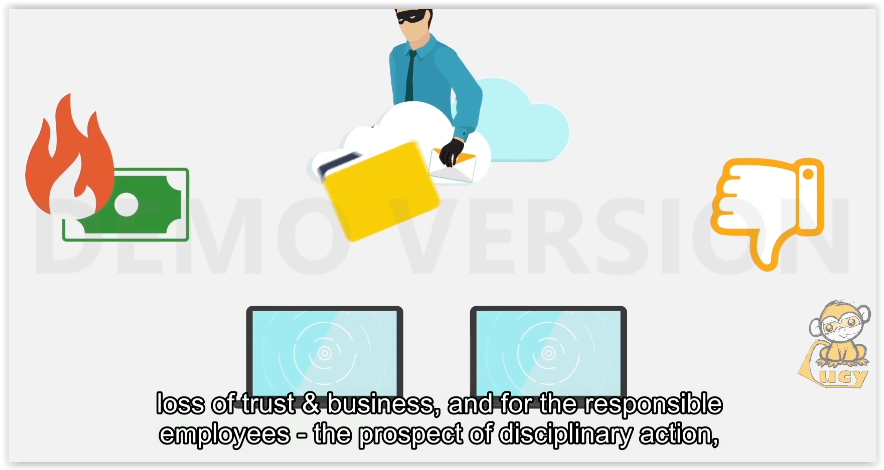 DEMO VERSION
Lucy
loss of trust & business, and for the responsible
employees - the prospect of disciplinary action,